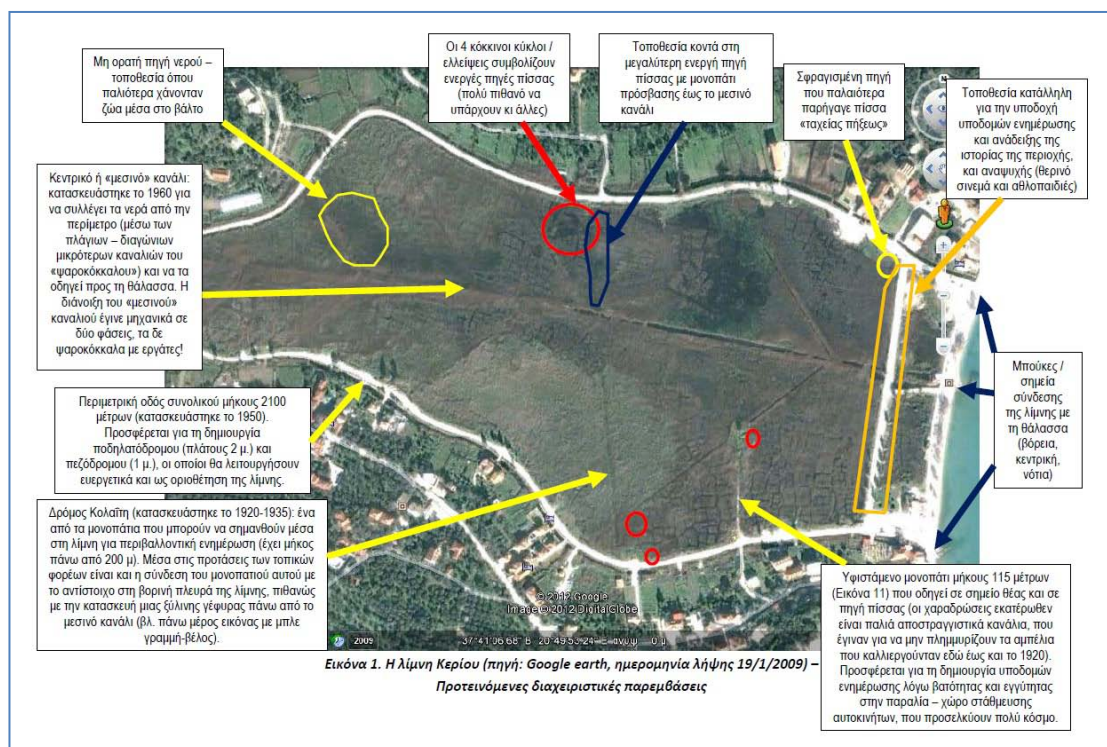 Μη ορατή πηγή νερού –
τοποθεσία όπου
παλιότερα χάνονταν
ζώα μέσα στο βάλτο
Οι 4 κόκκινοι κύκλοι /
ελλείψεις συμβολίζουν
ενεργές πηγές πίσσας
(πολύ πιθανό να
υπάρχουν κι άλλες)
Τοποθεσία κοντά στη
μεγαλύτερη ενεργή πηγή
πίσσας με μονοπάτι
πρόσβασης έως το μεσινό
κανάλι
Σφραγισμένη πηγή
που παλαιότερα
παρήγαγε πίσσα
«ταχείας πήξεως»
Τοποθεσία κατάλληλη
για την υποδοχή
υποδομών ενημέρωσης
και ανάδειξης της
ιστορίας της περιοχής,
και αναψυχής (θερινό
σινεμά και αθλοπαιδιές)
Κεντρικό ή «μεσινό» κανάλι:
κατασκευάστηκε το 1960 για
να συλλέγει τα νερά από την
περίμετρο (μέσω των
πλάγιων – διαγώνιων
μικρότερων καναλιών του
«ψαροκόκκαλου») και να τα
οδηγεί προς τη θάλασσα. Η
διάνοιξη του «μεσινού»
καναλιού έγινε μηχανικά σε
δύο φάσεις, τα δε
ψαροκόκκαλα με εργάτες!
Μπούκες /
σημεία
σύνδεσης
της λίμνης με
τη θάλασσα
(βόρεια,
κεντρική,
νότια)
Περιμετρική οδός συνολικού μήκους 2100
μέτρων (κατασκευάστηκε το 1950).
Προσφέρεται για τη δημιουργία
ποδηλατόδρομου (πλάτους 2 μ.) και
πεζόδρομου (1 μ.), οι οποίοι θα λειτουργήσουν
ευεργετικά και ως οριοθέτηση της λίμνης.
Δρόμος Κολαΐτη (κατασκευάστηκε το 1920-1935): ένα
από τα μονοπάτια που μπορούν να σημανθούν μέσα
στη λίμνη για περιβαλλοντική ενημέρωση (έχει μήκος
πάνω από 200 μ). Μέσα στις προτάσεις των τοπικών
φορέων είναι και η σύνδεση του μονοπατιού αυτού με
το αντίστοιχο στη βορινή πλευρά της λίμνης, πιθανώς
με την κατασκευή μιας ξύλινης γέφυρας πάνω από το
μεσινό κανάλι (βλ. πάνω μέρος εικόνας με μπλε
γραμμή-βέλος).
Υφιστάμενο μονοπάτι μήκους 115 μέτρων
(Εικόνα 11) που οδηγεί σε σημείο θέας και σε
πηγή πίσσας (οι χαραδρώσεις εκατέρωθεν
είναι παλιά αποστραγγιστικά κανάλια, που
έγιναν για να μην πλημμυρίζουν τα αμπέλια
που καλλιεργούνταν εδώ έως και το 1920).
Προσφέρεται για τη δημιουργία υποδομών
ενημέρωσης λόγω βατότητας και εγγύτητας
στην παραλία – χώρο στάθμευσης
αυτοκινήτων, που προσελκύουν πολύ κόσμο.
© 2012 Google
Image © 2012 DigitalGlobe
2009
Εικόνα 1. Η λίμνη Κερίου (πηγή: Google earth, ημερομηνία λήψης 19/1/2009) –
Προτεινόμενες διαχειριστικές παρεμβάσεις